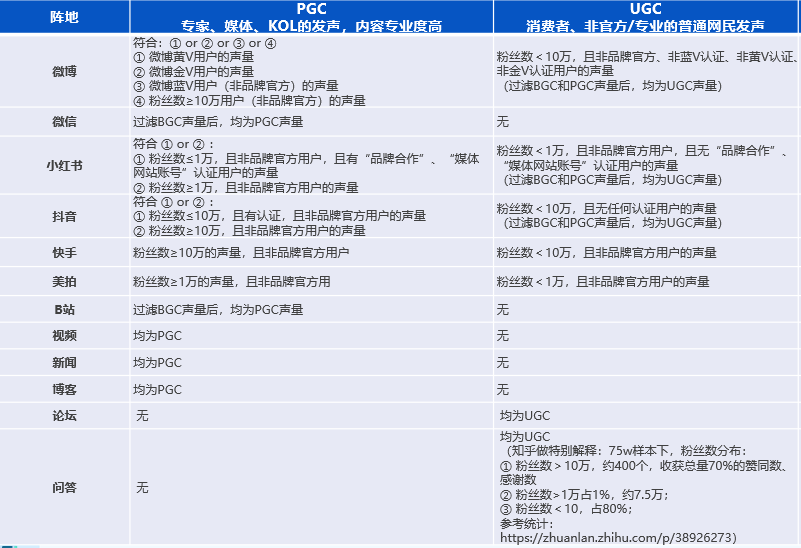 阵地
PGC
专家、媒体、KOL的发声，内容专业度高
UGC
消费者、非官方/专业的普通网民发声
微博
符合：① or ② or ③ or ④
① 微博黄V用户的声量
② 微博金V用户的声量
③ 微博蓝V用户（非品牌官方）的声量
④ 粉丝数≥10万用户（非品牌官方）的声量
粉丝数＜10万，且非品牌官方、非蓝V认证、非黄V认证、
非金V认证用户的声量
（过滤BGC和PGC声量后，均为UGC声量）
微信
过滤BGC声量后，均为PGC声量
无
小红书
符合 ① or ② ：
① 粉丝数≤1万，且非品牌官方用户，且有“品牌合作”、“媒体
网站账号”认证用户的声量
② 粉丝数≥1万，且非品牌官方用户的声量
粉丝数＜1万，且非品牌官方用户，且无“品牌合作”、
“媒体网站账号”认证用户的声量
（过滤BGC和PGC声量后，均为UGC声量）
抖音
符合 ① or ② ：
① 粉丝数≤10万，且有认证，且非品牌官方用户的声量
② 粉丝数≥10万，且非品牌官方用户的声量
粉丝数＜10万，且无任何认证用户的声量
（过滤BGC和PGC声量后，均为UGC声量）
快手
粉丝数≥10万的声量，且非品牌官方用户
粉丝数＜10万，且非品牌官方用户的声量
美拍
粉丝数≥1万的声量，且非品牌官方用
粉丝数＜1万，且非品牌官方用户的声量
B站
过滤BGC声量后，均为PGC声量
无
视频
均为PGC
无
新闻
均为PGC
无
博客
均为PGC
无
论坛
无
均为UGC
问答
无
均为UGC
（知乎做特别解释：75w样本下，粉丝数分布：
① 粉丝数＞10万，约400个，收获总量70%的赞同数、
感谢数
② 粉丝数>1万占1%，约7.5万；
③ 粉丝数＜10，占80%；
参考统计：
https://zhuanlan.zhihu.com/p/38926273）